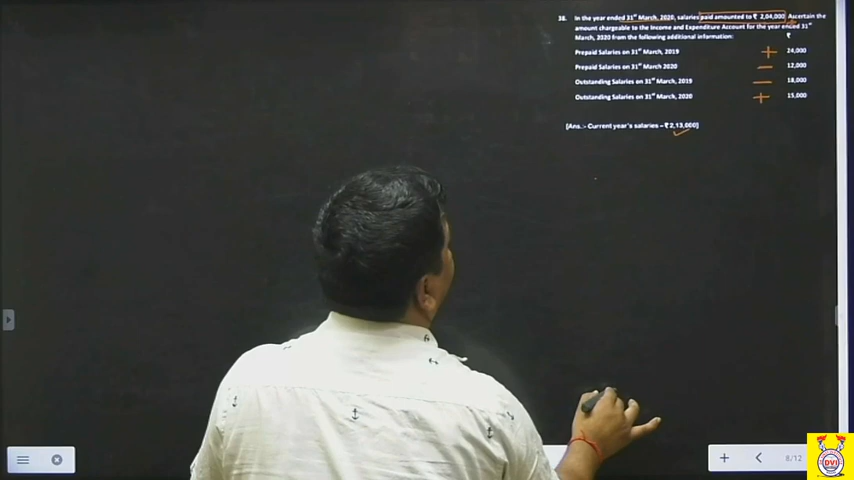 38. In the year ended 31st March, 2020, salaries paid amounted to ₹ 2,04,000. Ascertain the
amount chargeable to the Income and Expenditure Account for the year ended 31st
March, 2020 from the following additional information: ₹
Prepaid Salaries on 31st March, 2019 + 24,000
Prepaid Salaries on 31st March 2020 — 12,000
Outstanding Salaries on 31st March, 2019 — 18,000
Outstanding Salaries on 31st March, 2020 + 15,000
[Ans.:- Current year's salaries – ₹ 2,13,000]
8/12
DVI